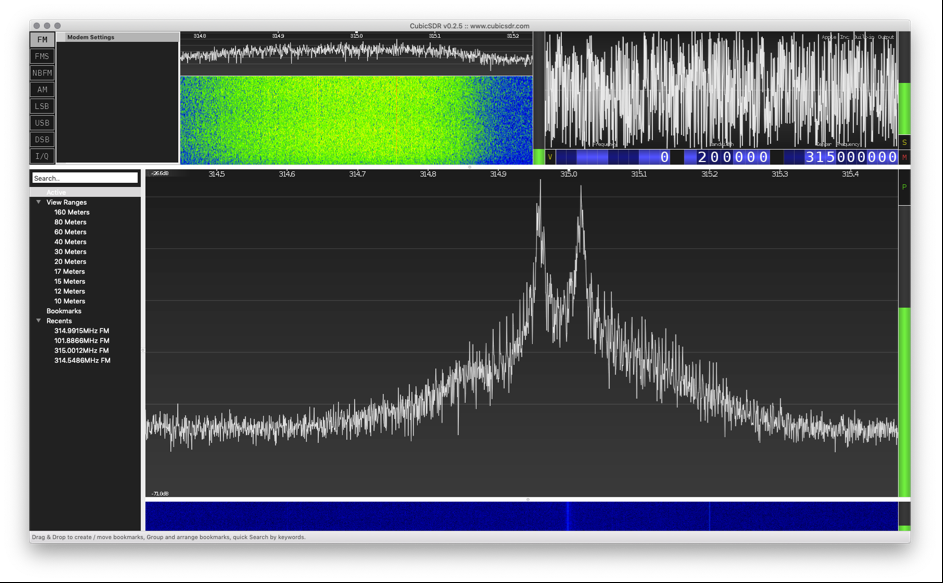 CubicSDR v0.2.5 :: www.cubicsdr.com
FM
FMS
NBFM
AM
LSB
USB
DSB
I/Q
Modem Settings
314.9
315.0
315.1
315.2
Output
V
0
200000
315000000
S
M
P
Search..
Active
View Ranges
160 Meters
80 Meters
60 Meters
40 Meters
30 Meters
20 Meters
17 Meters
15 Meters
12 Meters
10 Meters
Bookmarks
Recents
314.9915MHz FM
101.8866MHz FM
315.0012MHz FM
314.5486MHz FM
314.5
314.6
314.7
314.8
314.9
315.0
315.1
315.2
315.3
315.4
-71.0dB
Drag & Drop to create / move bookmarks, Group and arrange bookmarks, quick Search by keywords.